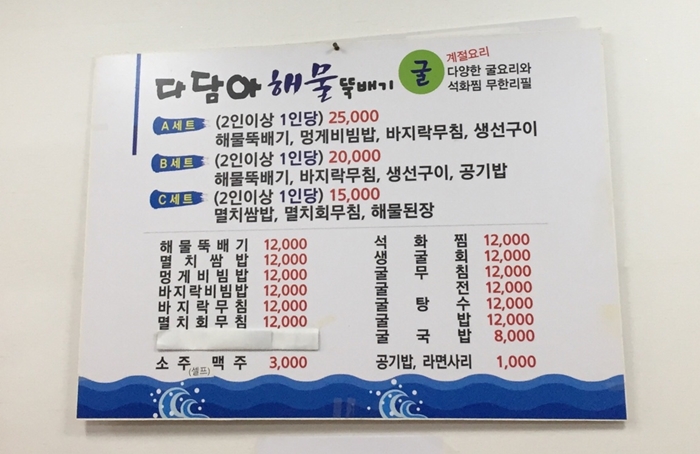 다담아 해물뚝배기 굴
계절요리
다양한 굴요리와
석화찜 무한리필
A세트 (2인이상 1인당) 25,000
해물뚝배기, 멍게비빔밥, 바지락무침, 생선구이
B세트 (2인이상 1인당) 20,000
해물뚝배기, 바지락무침, 생선구이, 공기밥
C세트 (2인이상 1인당) 15,000
멸치쌈밥, 멸치회무침, 해물된장
해물뚝배기 12,000
멸치쌈밥 12,000
멍게비빔밥 12,000
바지락비빔밥 12,000
바지락무침 12,000
멸치회무침 12,000
소주 맥주 3,000
(셀프)
석화찜 12,000
생굴회 12,000
굴무침 12,000
굴전 12,000
굴탕수 12,000
굴밥 12,000
굴국밥 8,000
공기밥, 라면사리 1,000